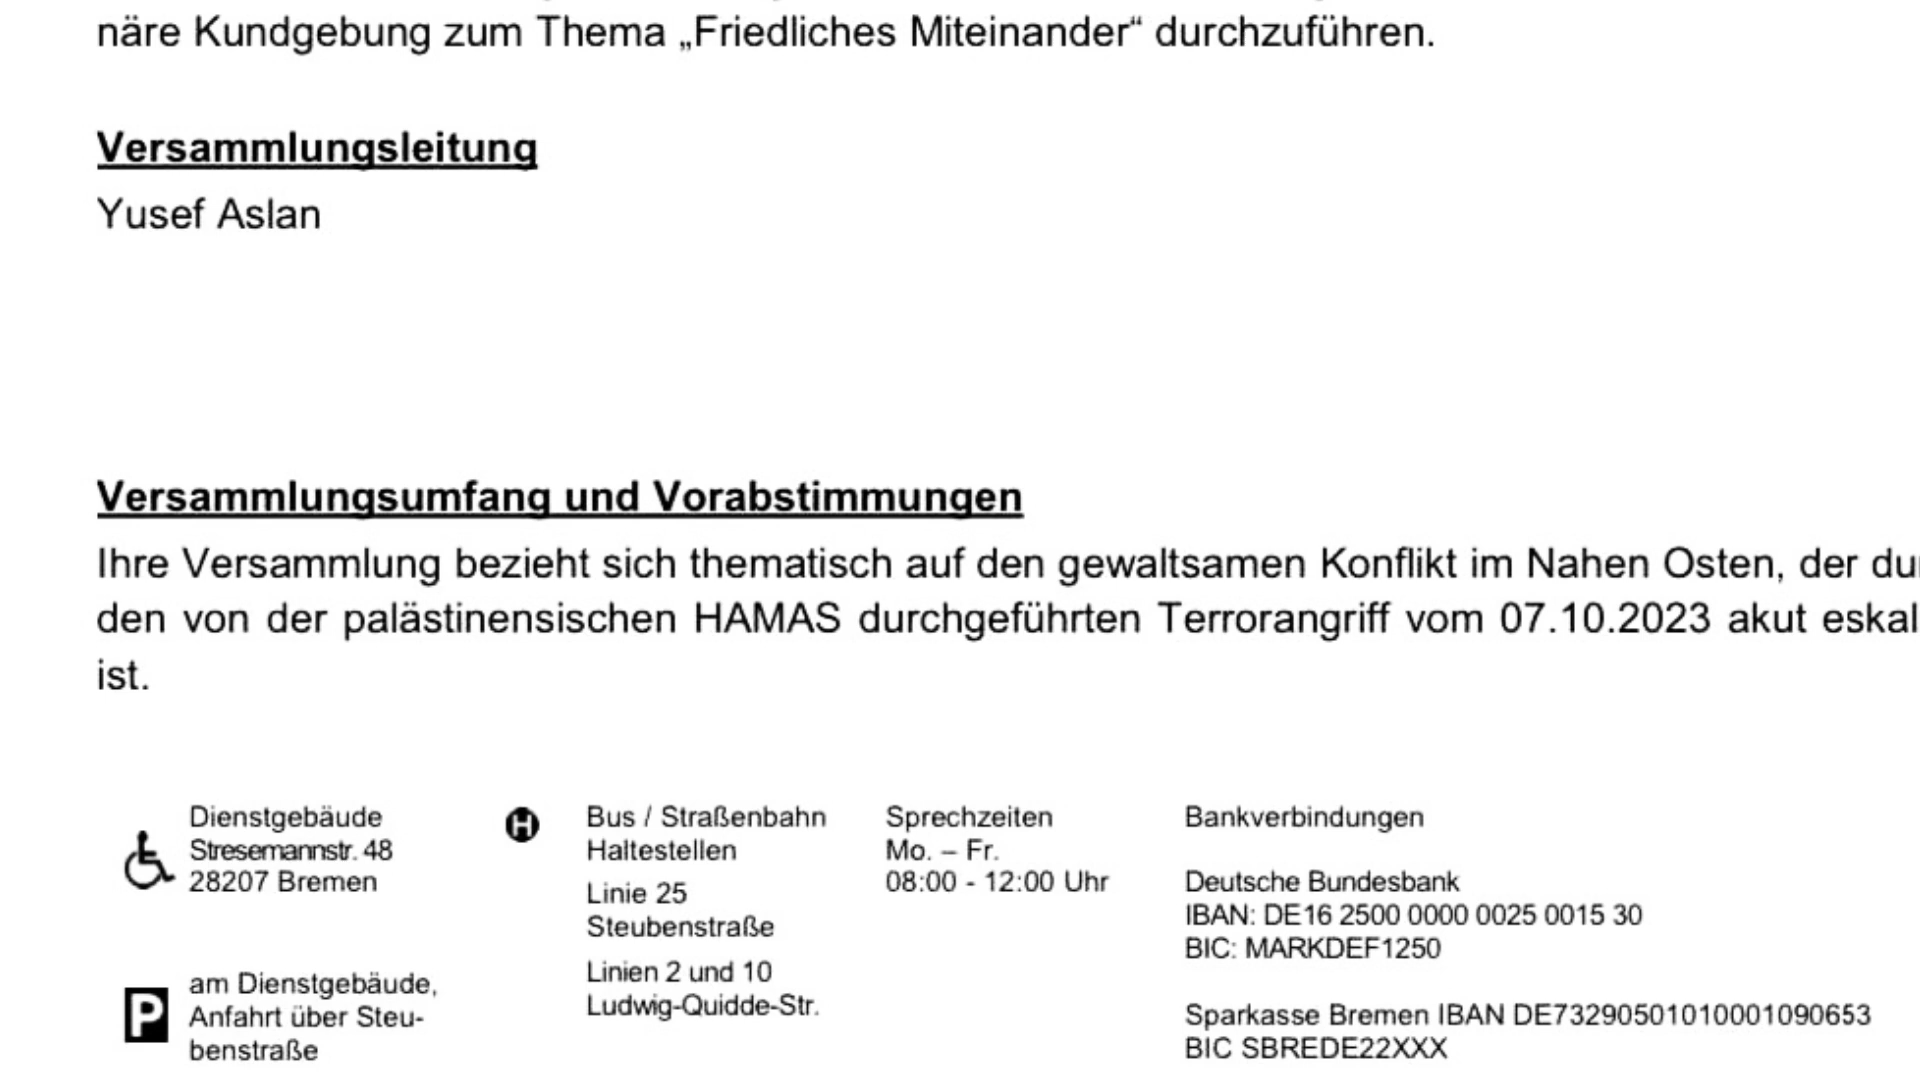 näre Kundgebung zum Thema „Friedliches Miteinander“ durchzuführen.
Versammlungsleitung
Yusef Aslan
Versammlungsumfang und Vorabstimmungen
Ihre Versammlung bezieht sich thematisch auf den gewaltsamen Konflikt im Nahen Osten, der
den von der palästinensischen HAMAS durchgeführten Terrorangriff vom 07.10.2023 akut
ist.
Dienstgebäude
Stresemannstr. 48
28207 Bremen
am Dienstgebäude,
Anfahrt über Steu-
benstraße
P
H
Bus / Straßenbahn
Haltestellen
Linie 25
Steubenstraße
Linien 2 und 10
Ludwig-Quidde-Str.
Sprechzeiten
Mo. – Fr.
08:00 - 12:00 Uhr
Bankverbindungen
Deutsche Bundesbank
IBAN: DE16 2500 0000 0025 0015 30
BIC: MARKDEF1250
Sparkasse Bremen IBAN DE73290501010001090653
BIC SBREDE22XXX